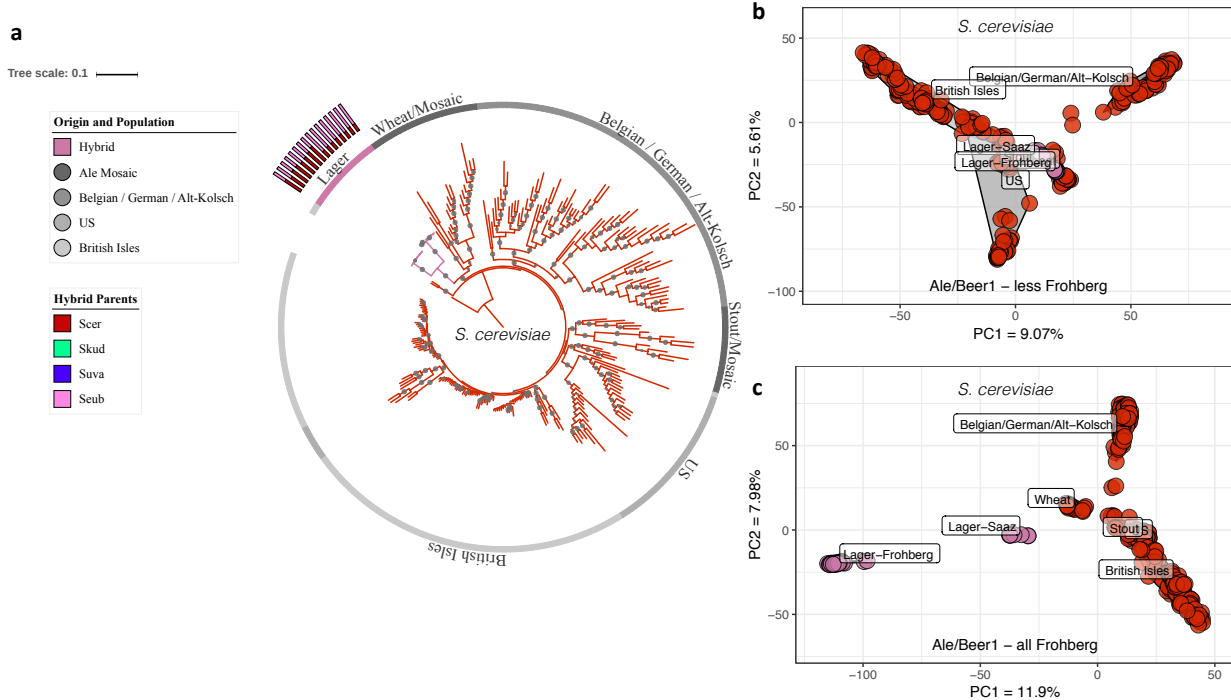 a
Tree scale: 0.1
Origin and Population
Hybrid
Ale Mosaic
Belgian / German / Alt-Kolsch
US
British Isles
Hybrid Parents
Scer
Skud
Suva
Seub
Lager
Wheat/Mosaic
Belgian / German / Alt-Kolsch
Stout/Mosaic
US
British Isles
S. cerevisiae
b
S. cerevisiae
Belgian/German/Alt-Kolsch
British Isles
Lager-Saaz
Lager-Frohberg
US
Ale/Beer1 – less Frohberg
50
0
−50
−100
PC2 = 5.61%
−50
0
50
PC1 = 9.07%
c
S. cerevisiae
Belgian/German/Alt-Kolsch
Wheat
Lager-Saaz
Stout
S
Lager-Frohberg
British Isles
Ale/Beer1 – all Frohberg
50
0
−50
PC2 = 7.98%
−100
−50
0
50
PC1 = 11.9%